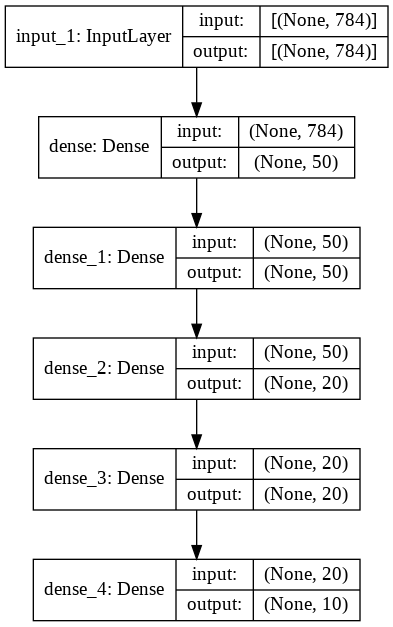 input_1: InputLayer
input: [(None, 784)]
output: [(None, 784)]
dense: Dense
input: (None, 784)
output: (None, 50)
dense_1: Dense
input: (None, 50)
output: (None, 50)
dense_2: Dense
input: (None, 50)
output: (None, 20)
dense_3: Dense
input: (None, 20)
output: (None, 20)
dense_4: Dense
input: (None, 20)
output: (None, 10)